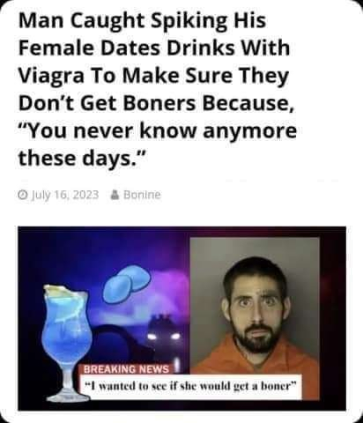 Man Caught Spiking His
Female Dates Drinks With
Viagra To Make Sure They
Don't Get Boners Because,
"You never know anymore
these days."
July 16, 2023 Bonine
BREAKING NEWS
"I wanted to see if she would get a boner"